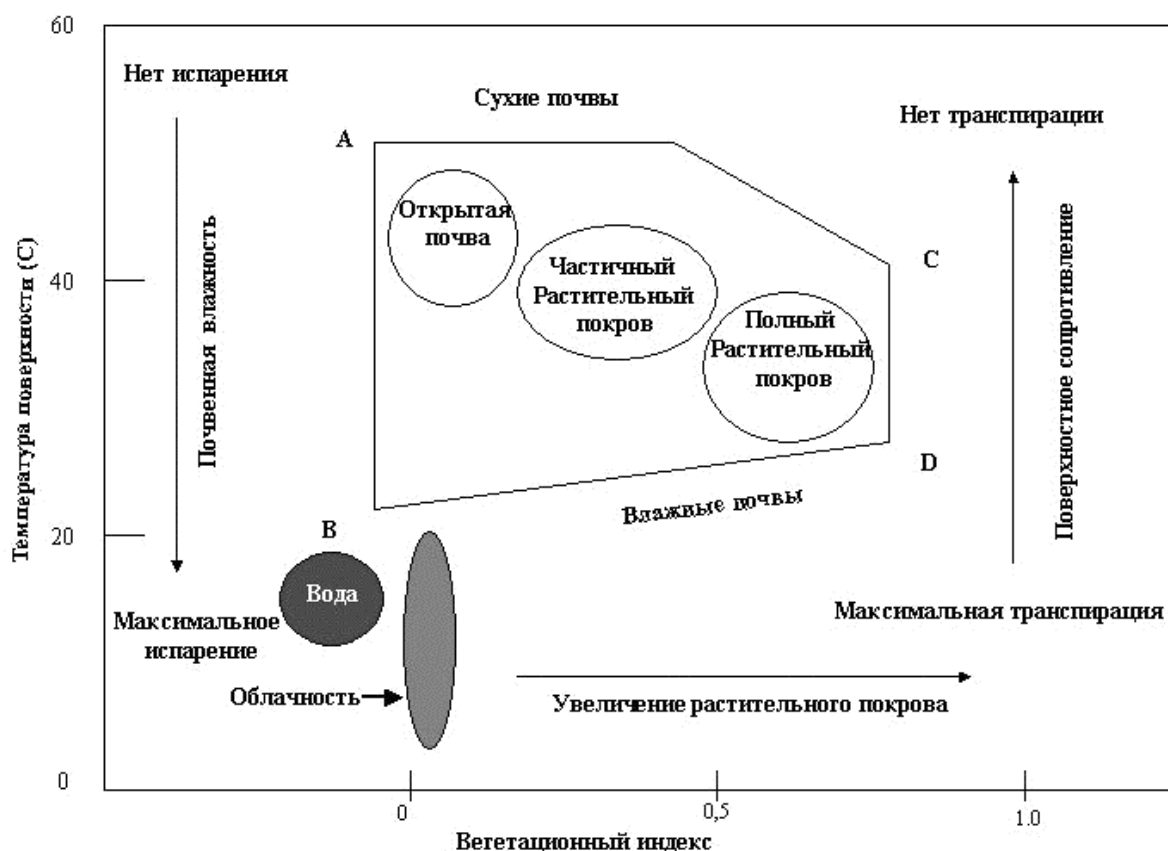 60
Нет испарения
Сухие почвы
Нет транспирации
A
Открытая
почва
Частичный
Растительный
покров
C
40
Полный
Растительный
покров
Температура поверхности (C)
Почвенная влажность
Поверхностное сопротивление
D
Влажвые почвы
B
20
Вода
Максимальное
испарение
Максимальная транспирация
Облачность
Увеличение растительного покрова
0
0
0,5
1.0
Вегетационный индекс